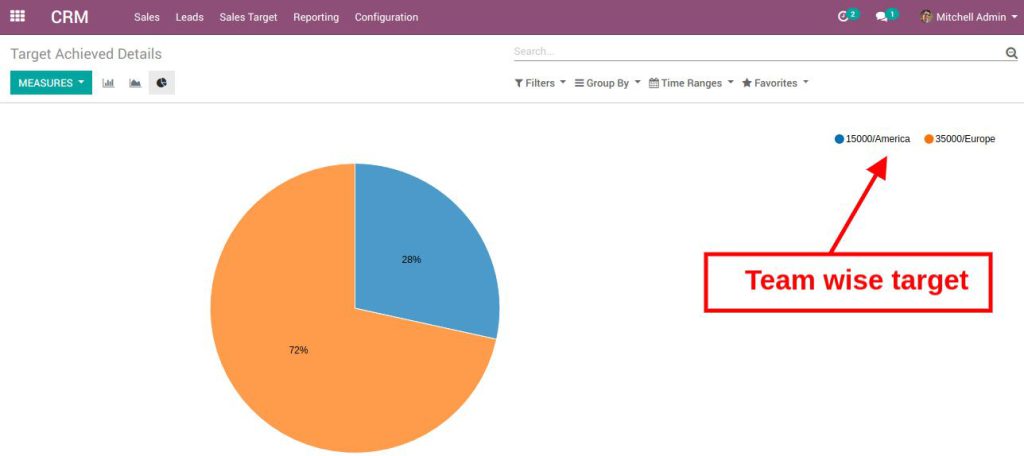 CRM Sales Leads Sales Target Reporting Configuration 2 1 Mitchell Admin
Target Achieved Details
Search...
MEASURES
Filters Group By Time Ranges Favorites
15000/America 35000/Europe
28%
Team wise target
72%